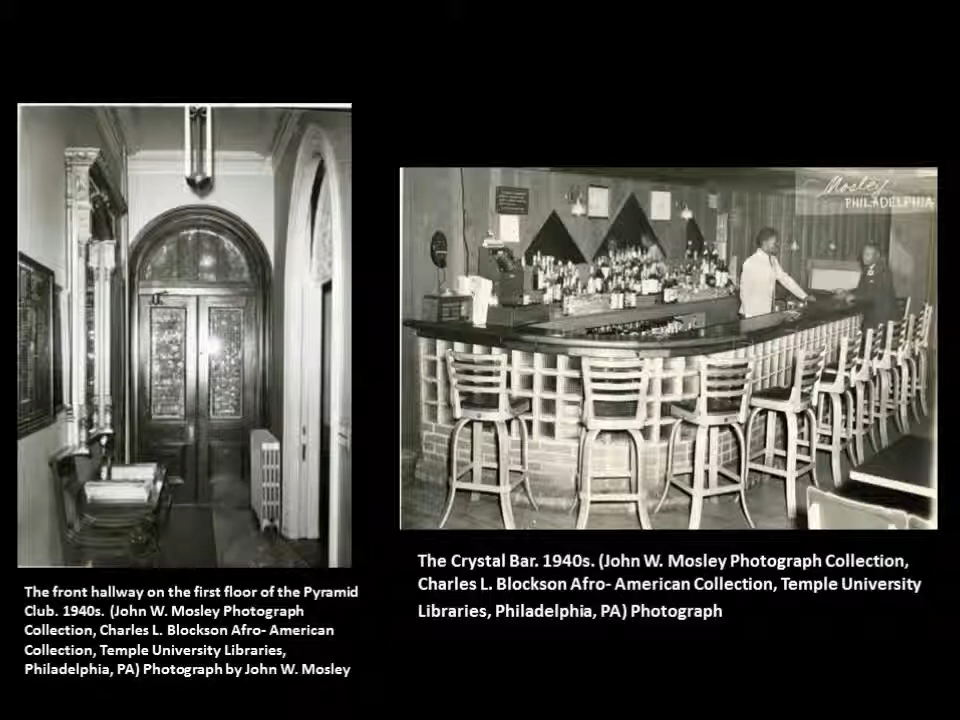 Mosley
PHILADELPHIA
The front hallway on the first floor of the Pyramid
Club. 1940s. (John W. Mosley Photograph
Collection, Charles L. Blockson Afro- American
Collection, Temple University Libraries,
Philadelphia, PA) Photograph by John W. Mosley
The Crystal Bar. 1940s. (John W. Mosley Photograph Collection,
Charles L. Blockson Afro- American Collection, Temple University
Libraries, Philadelphia, PA) Photograph